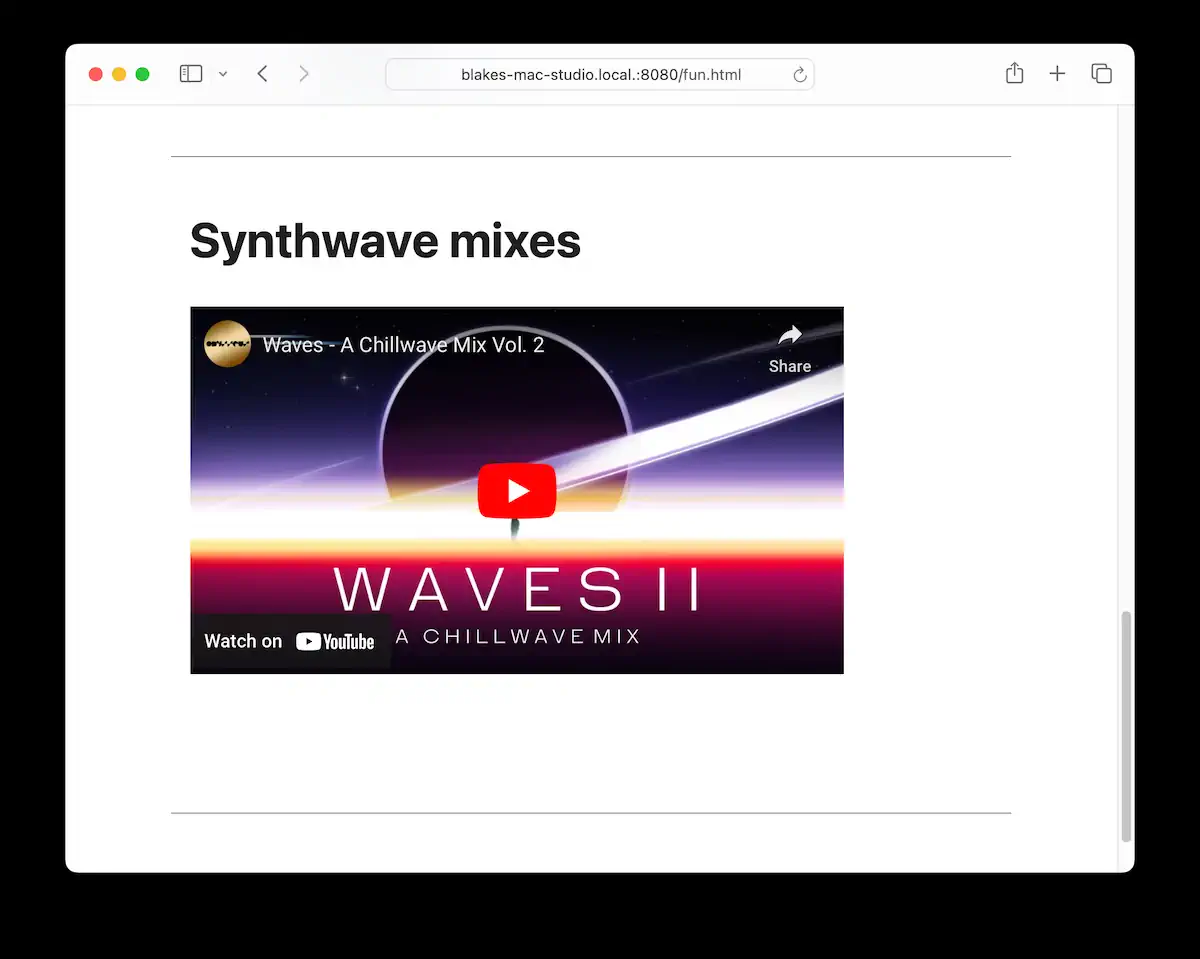 blakes-mac-studio.local.:8080/fun.html
Synthwave mixes
Waves - A Chillwave Mix Vol. 2
Share
WAVES II
A CHILLWAVE MIX
Watch on YouTube